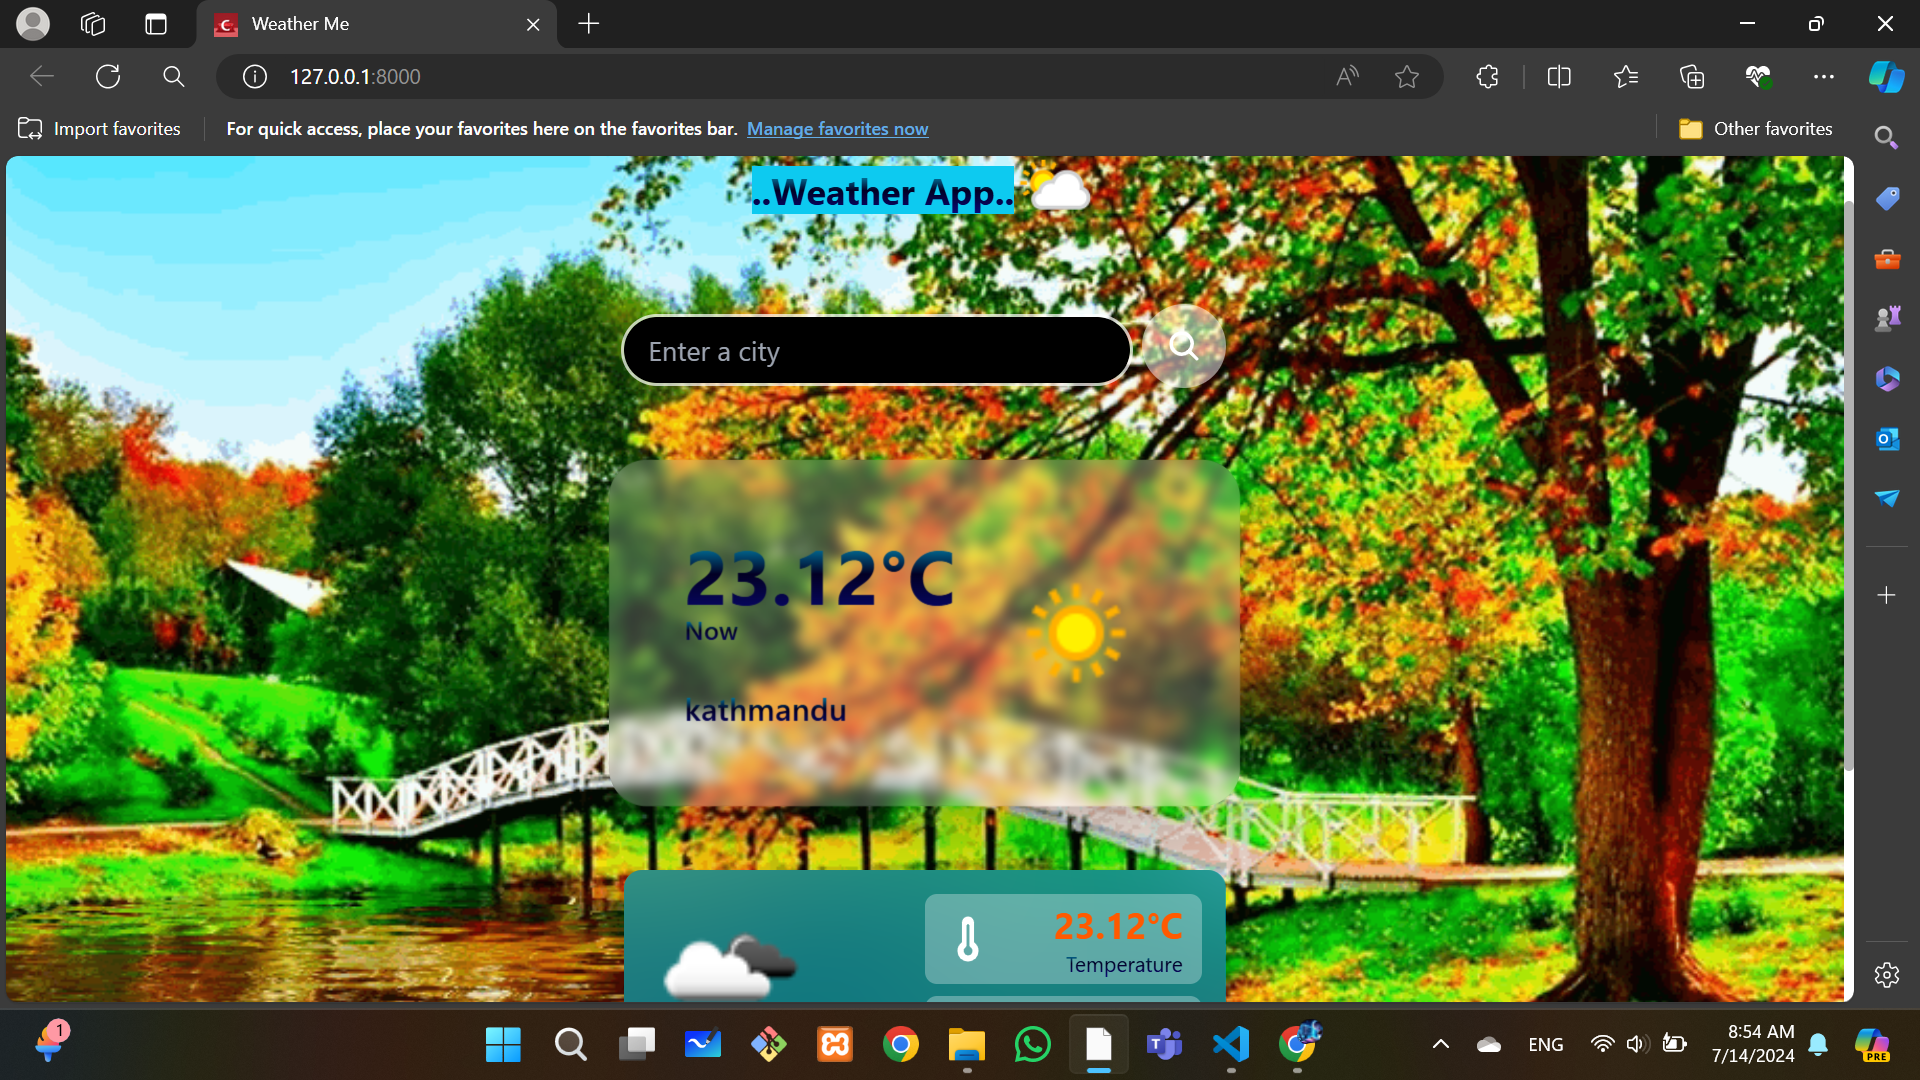 Weather Me
127.0.0.1:8000
Import favorites
For quick access, place your favorites here on the favorites bar. Manage favorites now
Other favorites
..Weather App..
Enter a city
23.12°C
Now
kathmandu
23.12°C
Temperature
1
ENG
8:54 AM
7/14/2024
PRE